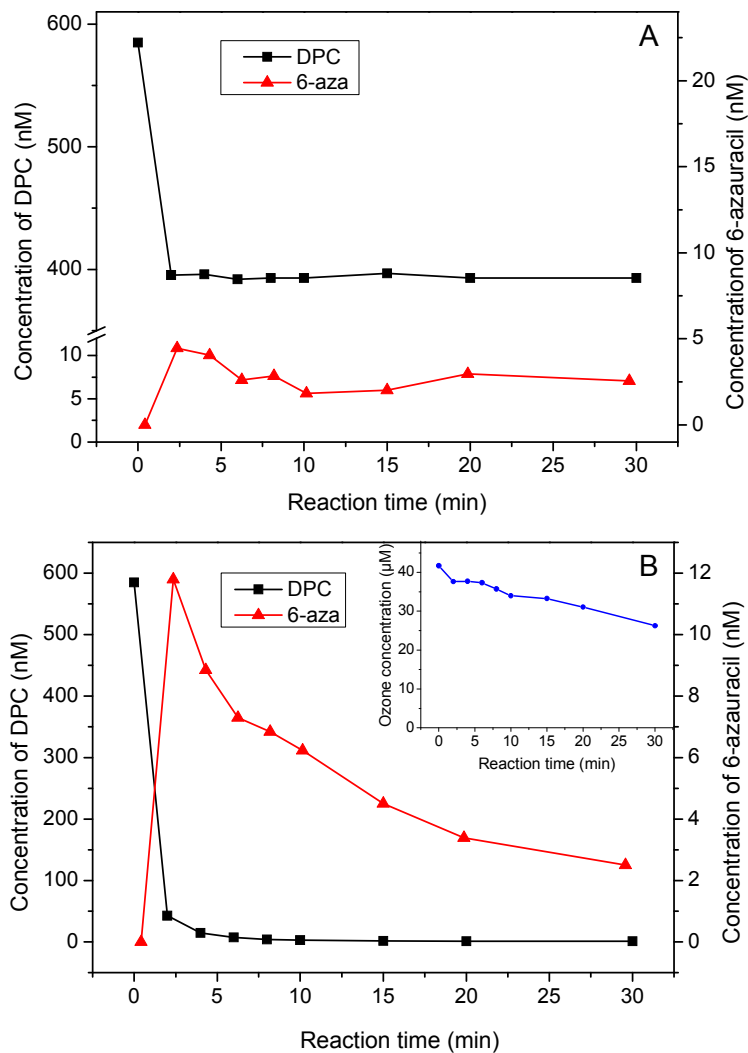 A
DPC
6-aza
600
500
400
10
5
0
20
15
10
5
0
0 5 10 15 20 25 30
Concentration of DPC (nM)
Concentrationof 6-azauracil (nM)
Reaction time (min)
B
DPC
6-aza
600
500
400
300
200
100
0
12
10
8
6
4
2
0
0 5 10 15 20 25 30
Concentration of DPC (nM)
Concentration of 6-azauracil (nM)
Reaction time (min)
40
30
20
10
0
0 5 10 15 20 25 30
Ozone concentration (µM)
Reaction time (min)